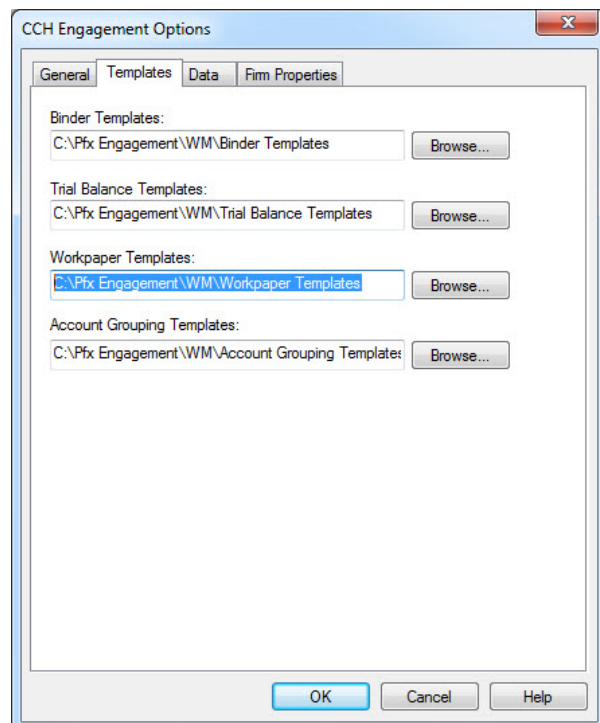 CCH Engagement Options
General Templates Data Firm Properties
Binder Templates:
C:\Pfx Engagement\WM\Binder Templates Browse...
Trial Balance Templates:
C:\Pfx Engagement\WM\Trial Balance Templates Browse...
Workpaper Templates:
C:\Pfx Engagement\WM\Workpaper Templates Browse...
Account Grouping Templates:
C:\Pfx Engagement\WM\Account Grouping Templates Browse...
OK Cancel Help